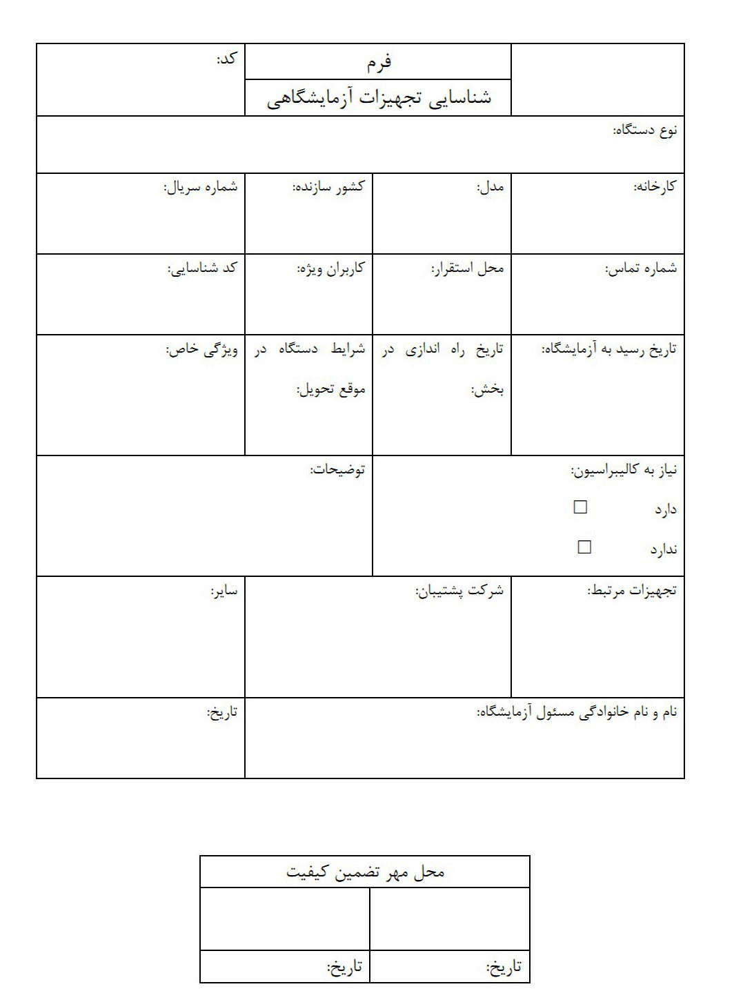 فرم
کد:
شناسایی تجهیزات آزمایشگاهی
نوع دستگاه:
کارخانه:
مدل:
کشور سازنده:
شماره سریال:
شماره تماس:
محل استقرار:
کاربران ویژه:
کد شناسایی:
تاریخ رسید به آزمایشگاه:
تاریخ راه اندازی در
بخش:
شرایط دستگاه در
موقع تحویل:
ویژگی خاص:
نیاز به کالیبراسیون:
دارد □
ندارد □
توضیحات:
تجهیزات مرتبط:
شرکت پشتیبان:
سایر:
نام و نام خانوادگی مسئول آزمایشگاه:
تاریخ:
محل مهر تضمین کیفیت
تاریخ:
تاریخ: